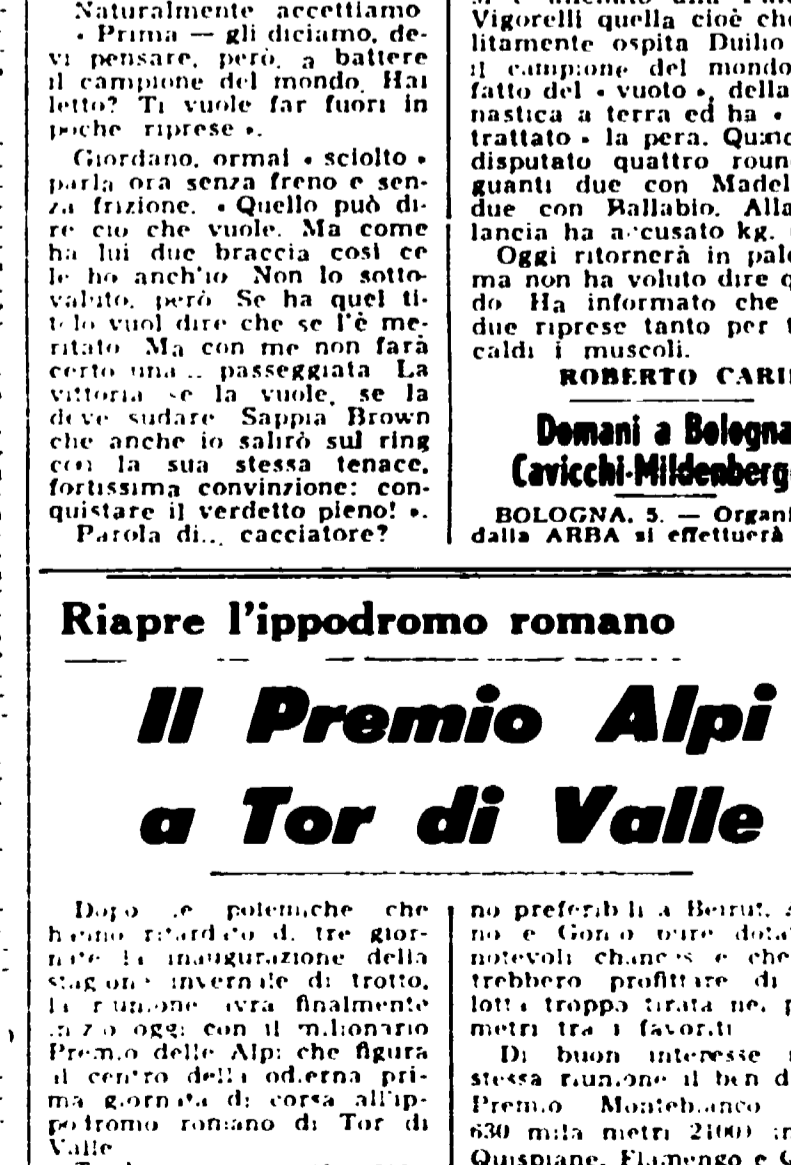 Naturalmente accettiamo
« Prima — gli diciamo, de-
vi pensare, però, a battere
il campione del mondo. Hai
letto? Ti vuole far fuori in
poche riprese ».
Giordano, ormai « sciolto »
parla ora senza freno e sen-
za frizione. « Quello può di-
re ciò che vuole. Ma come
ha lui due braccia così ce
le ho anch'io Non lo sotto-
valuto, però Se ha quel ti-
tolo vuol dire che se l'è me-
ritato Ma con me non farà
certo una... passeggiata La
vittoria se la vuole, se la
deve sudare Sappia Brown
che anche io salirò sul ring
con la sua stessa tenace,
fortissima convinzione: con-
quistare il verdetto pieno! ».
Parola di... cacciatore?
Vigorelli quella cioè che
litamente ospita Duilio
il campione del mondo
fatto del « vuoto », della
nastica a terra ed ha «
trattato » la pera. Quand
disputato quattro roun
guanti due con Madel
due con Ballabio. Alla
lancia ha accusato kg.
Oggi ritornerà in pale
ma non ha voluto dire q
do Ha informato che
due riprese tanto per t
caldi i muscoli.
ROBERTO CARI
Domani a Bologna
Cavicchi-Mildenberg
BOLOGNA, 5. — Organi
dalla ARBA si effettuerà
Riapre l'ippodromo romano
Il Premio Alpi
a Tor di Valle
Dopo le polemiche che
hanno ritardato di tre gior-
nate la inaugurazione della
stagione invernale di trotto,
la riunione avrà finalmente
inizio oggi con il milionario
Premio delle Alpi che figura
al centro della odierna pri-
ma giornata di corsa all'ip-
podromo romano di Tor di
Valle
no preferibili a Beirut.
no e Gonio pure dota
notevoli chances e che
trebbero profittare di
lotta troppo tirata nei p
metri tra i favoriti
Di buon interesse
stessa riunione il ben d
Premio Montebianco
630 mila metri 2100 in
Quispiane, Flamengo e